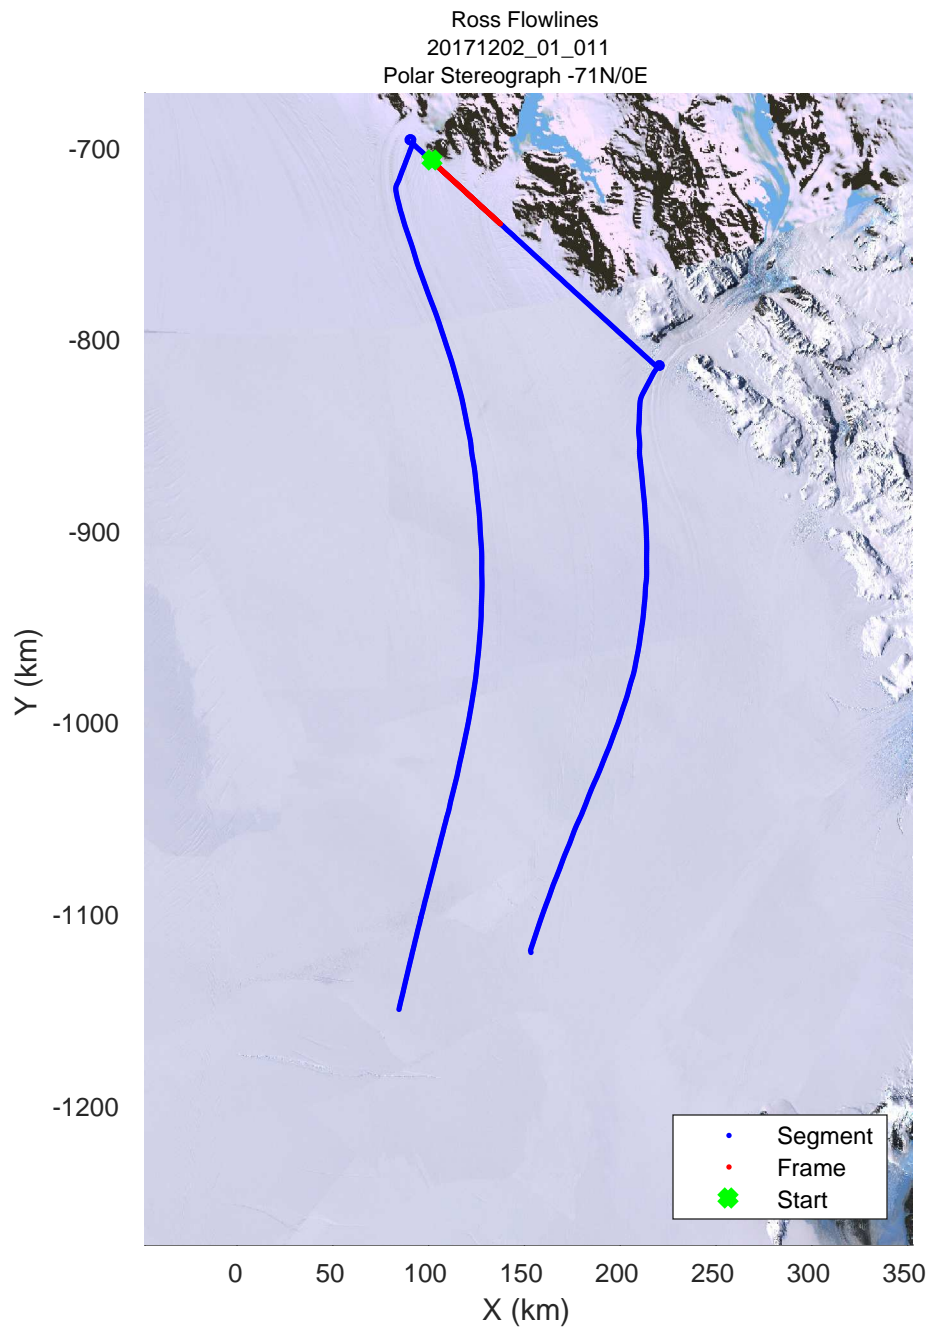 Ross Flowlines
20171202_01_011
Polar Stereograph -71N/0E
-700
-800
-900
-1000
-1100
-1200
Y (km)
0 50 100 150 200 250 300 350
X (km)
Segment
Frame
Start